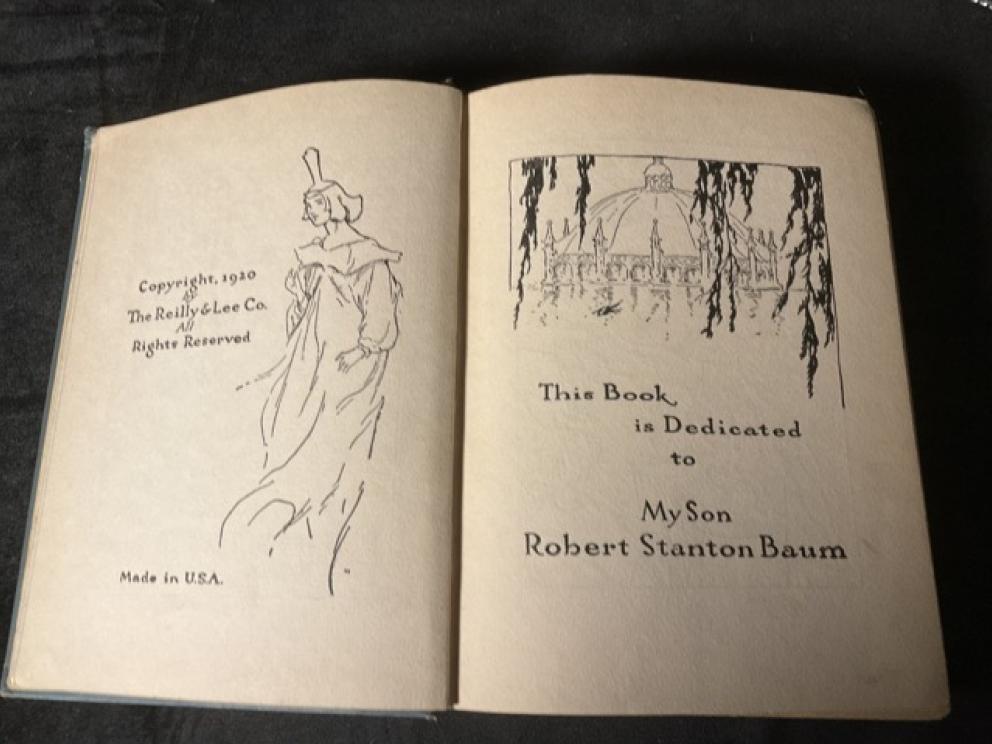 Copyright, 1920
by
The Reilly & Lee Co.
All
Rights Reserved
Made in U.S.A.
This Book
is Dedicated
to
My Son
Robert Stanton Baum